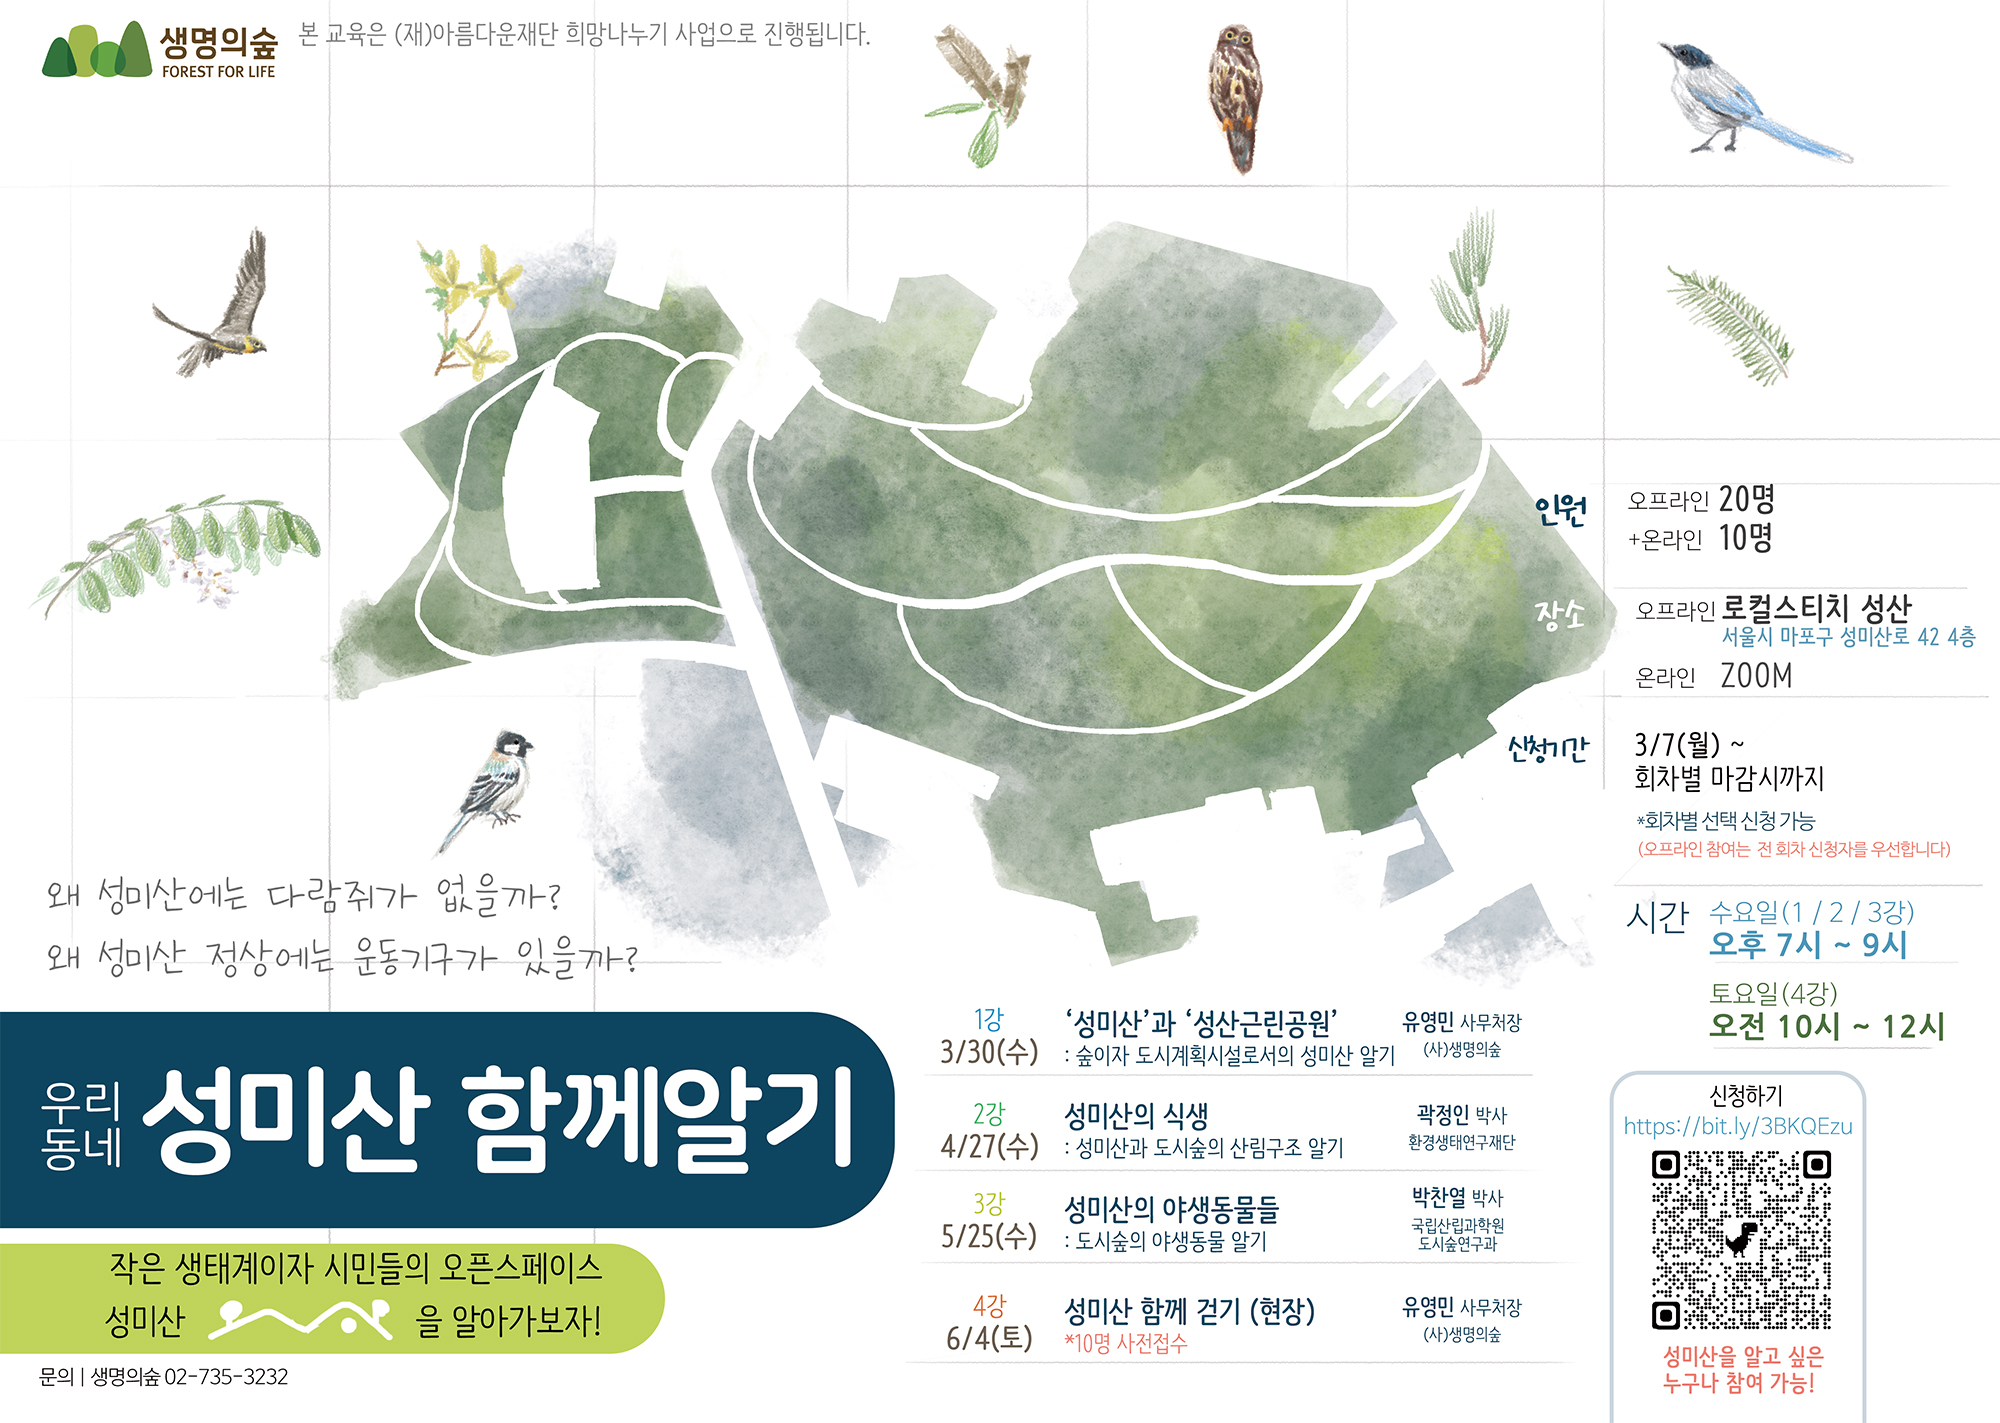 생명의숲
FOREST FOR LIFE
본 교육은 (재)아름다운재단 희망나누기 사업으로 진행됩니다.
인원
오프라인 20명
+온라인 10명
장소
오프라인 로컬스티치 성산
서울시 마포구 성미산로 42 4층
온라인 ZOOM
신청기간
3/7(월) ~
회차별 마감시까지
*회차별 선택 신청 가능
(오프라인 참여는 전 회차 신청자를 우선합니다)
시간
수요일(1 / 2 / 3강)
오후 7시 ~ 9시
토요일(4강)
오전 10시 ~ 12시
왜 성미산에는 다람쥐가 없을까?
왜 성미산 정상에는 운동기구가 있을까?
우리
동네
성미산 함께알기
작은 생태계이자 시민들의 오픈스페이스
성미산 을 알아가보자!
문의 | 생명의숲 02-735-3232
1강
3/30(수)
‘성미산’과 ‘성산근린공원’
: 숲이자 도시계획시설로서의 성미산 알기
유영민 사무처장
(사)생명의숲
2강
4/27(수)
성미산의 식생
: 성미산과 도시숲의 산림구조 알기
곽정인 박사
환경생태연구재단
3강
5/25(수)
성미산의 야생동물들
: 도시숲의 야생동물 알기
박찬열 박사
국립산립과학원
도시숲연구과
4강
6/4(토)
성미산 함께 걷기 (현장)
*10명 사전접수
유영민 사무처장
(사)생명의숲
신청하기
https://bit.ly/3BKQEzu
성미산을 알고 싶은
누구나 참여 가능!